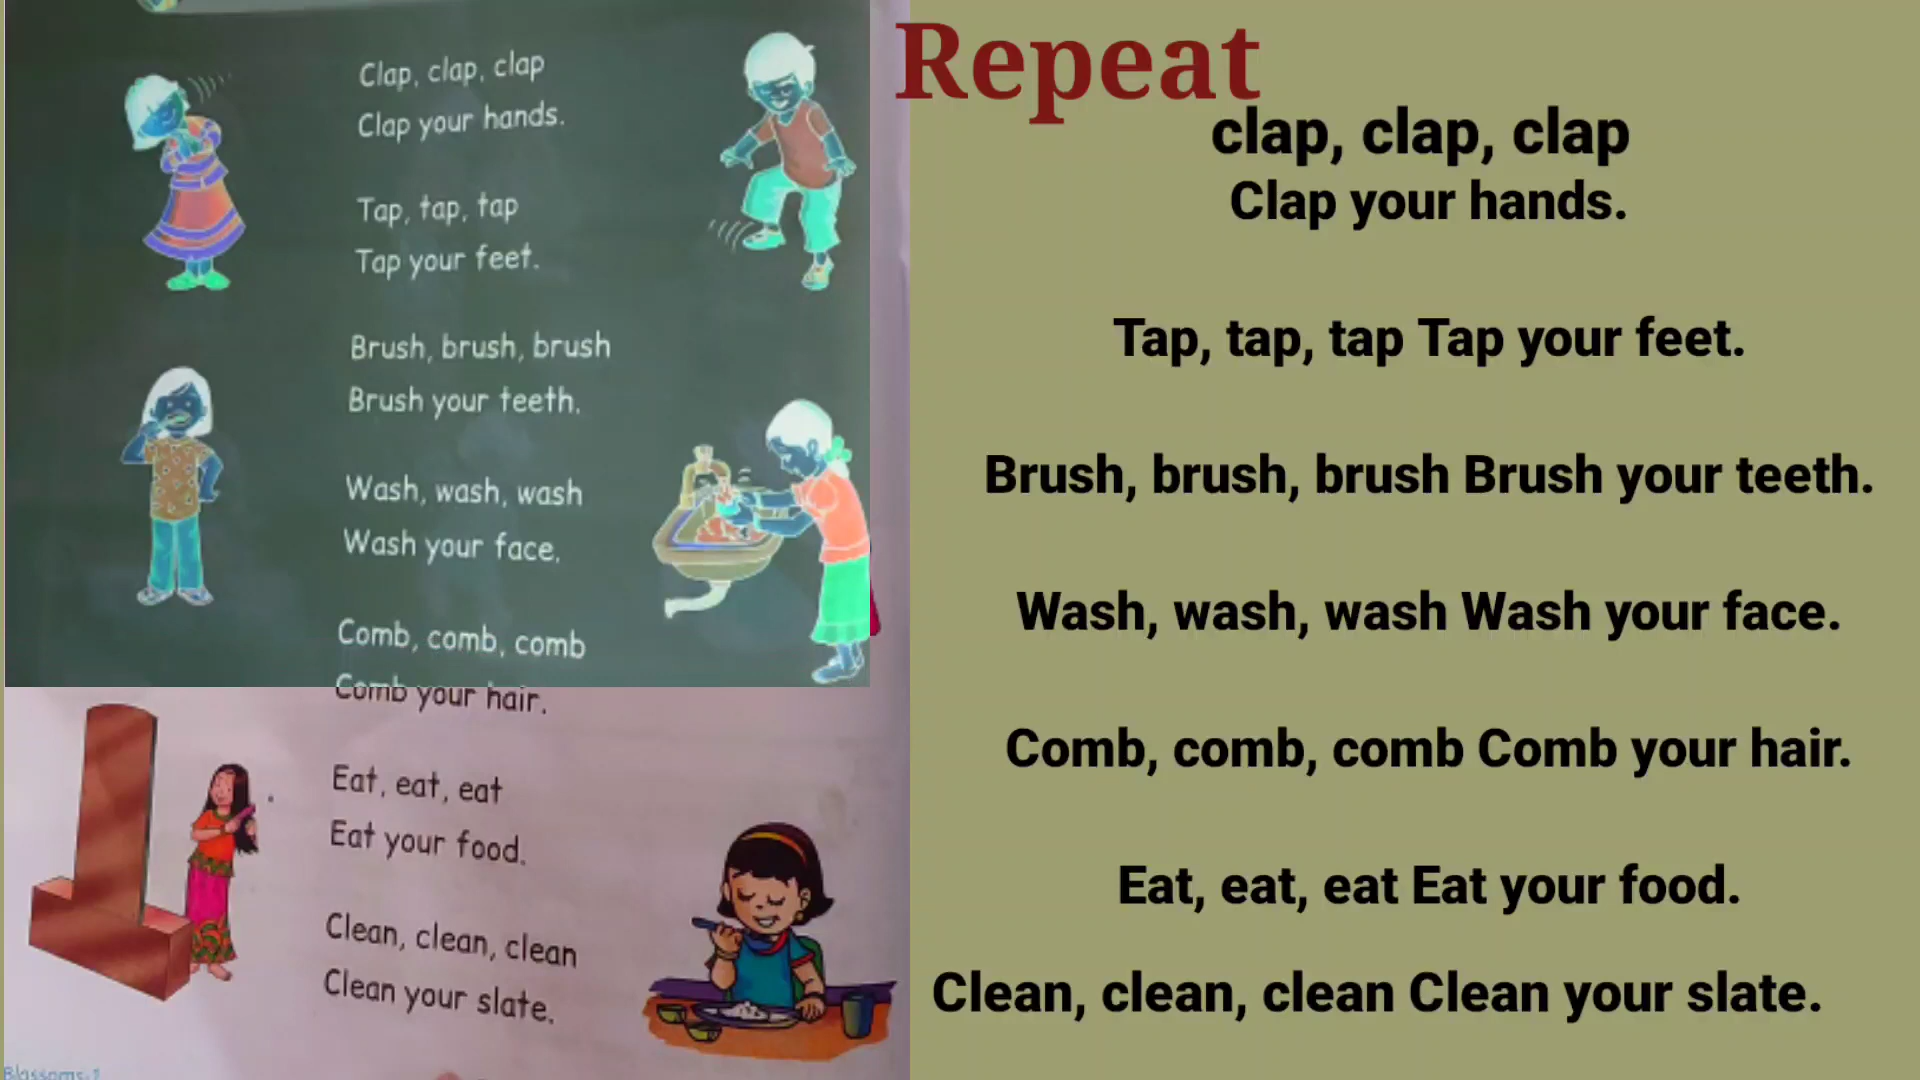 Clap, clap, clap
Clap your hands.
Tap, tap, tap
Tap your feet.
Brush, brush, brush
Brush your teeth.
Wash, wash, wash
Wash your face.
Comb, comb, comb
Comb your hair.
Eat, eat, eat
Eat your food.
Clean, clean, clean
Clean your slate.
Blossoms-1
Repeat
clap, clap, clap
Clap your hands.
Tap, tap, tap Tap your feet.
Brush, brush, brush Brush your teeth.
Wash, wash, wash Wash your face.
Comb, comb, comb Comb your hair.
Eat, eat, eat Eat your food.
Clean, clean, clean Clean your slate.